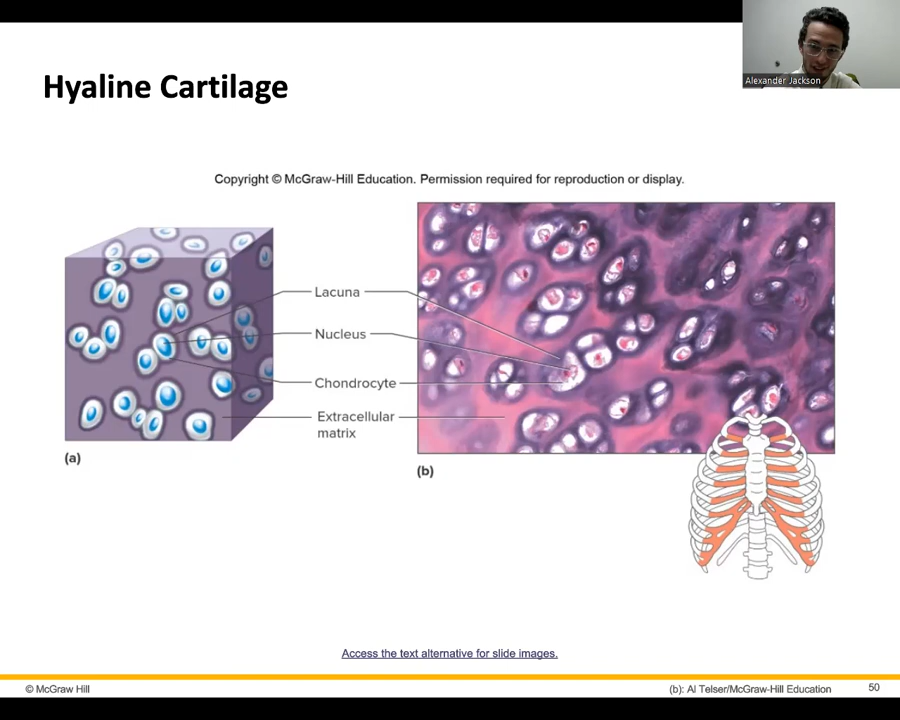 Alexander Jackson
Hyaline Cartilage
Copyright © McGraw-Hill Education. Permission required for reproduction or display.
Lacuna
Nucleus
Chondrocyte
Extracellular
matrix
(a)
(b)
Access the text alternative for slide images.
© McGraw Hill
(b): Al Telser/McGraw-Hill Education
50